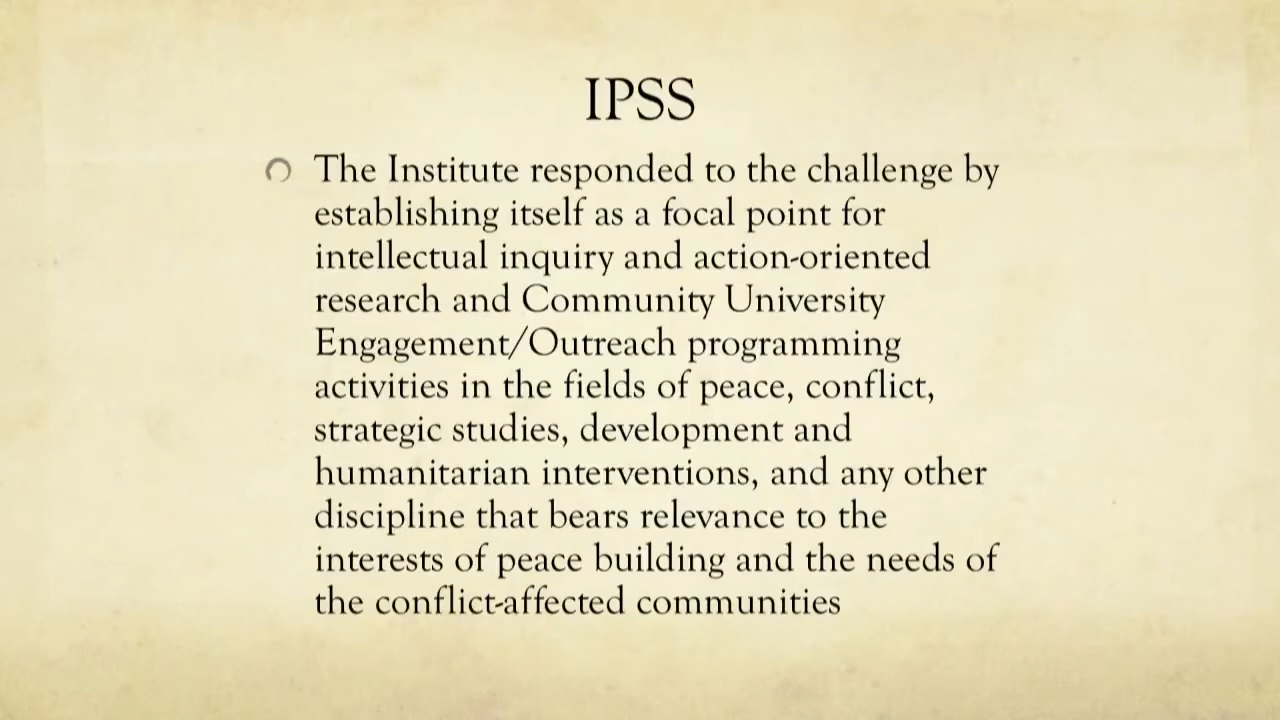 IPSS
The Institute responded to the challenge by
establishing itself as a focal point for
intellectual inquiry and action-oriented
research and Community University
Engagement/Outreach programming
activities in the fields of peace, conflict,
strategic studies, development and
humanitarian interventions, and any other
discipline that bears relevance to the
interests of peace building and the needs of
the conflict-affected communities